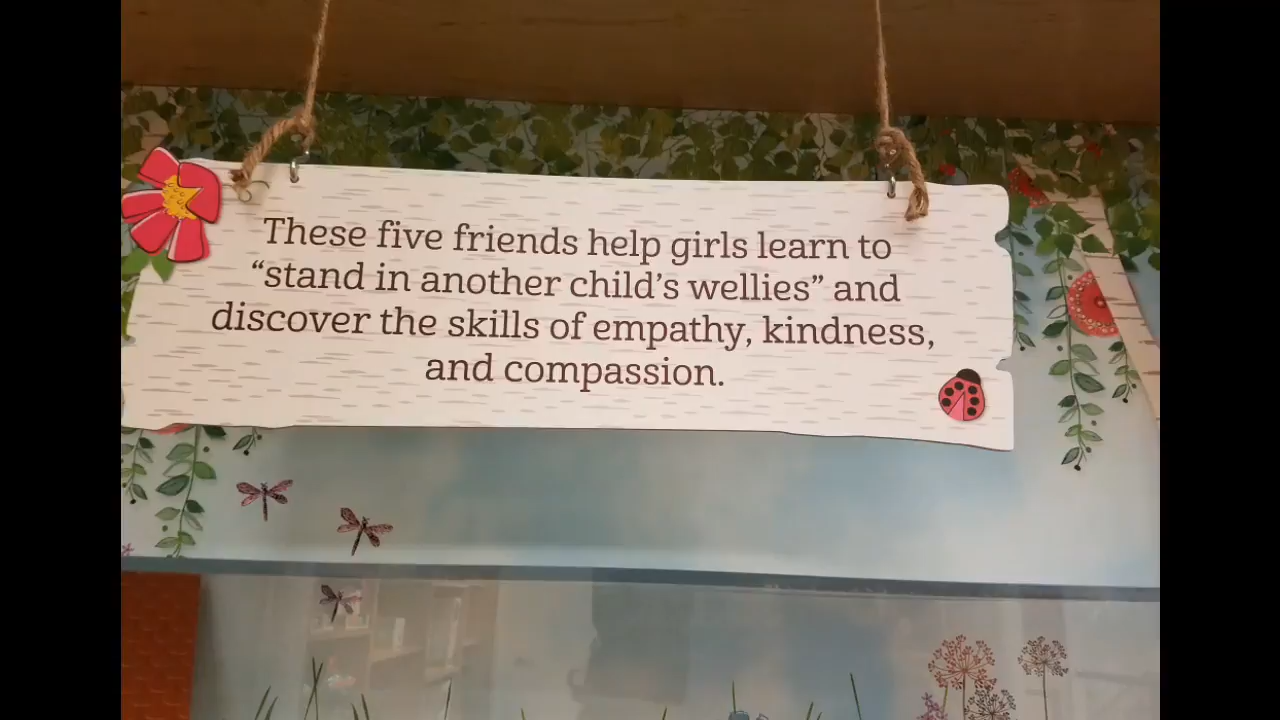 These five friends help girls learn to
“stand in another child’s wellies” and
discover the skills of empathy, kindness,
and compassion.